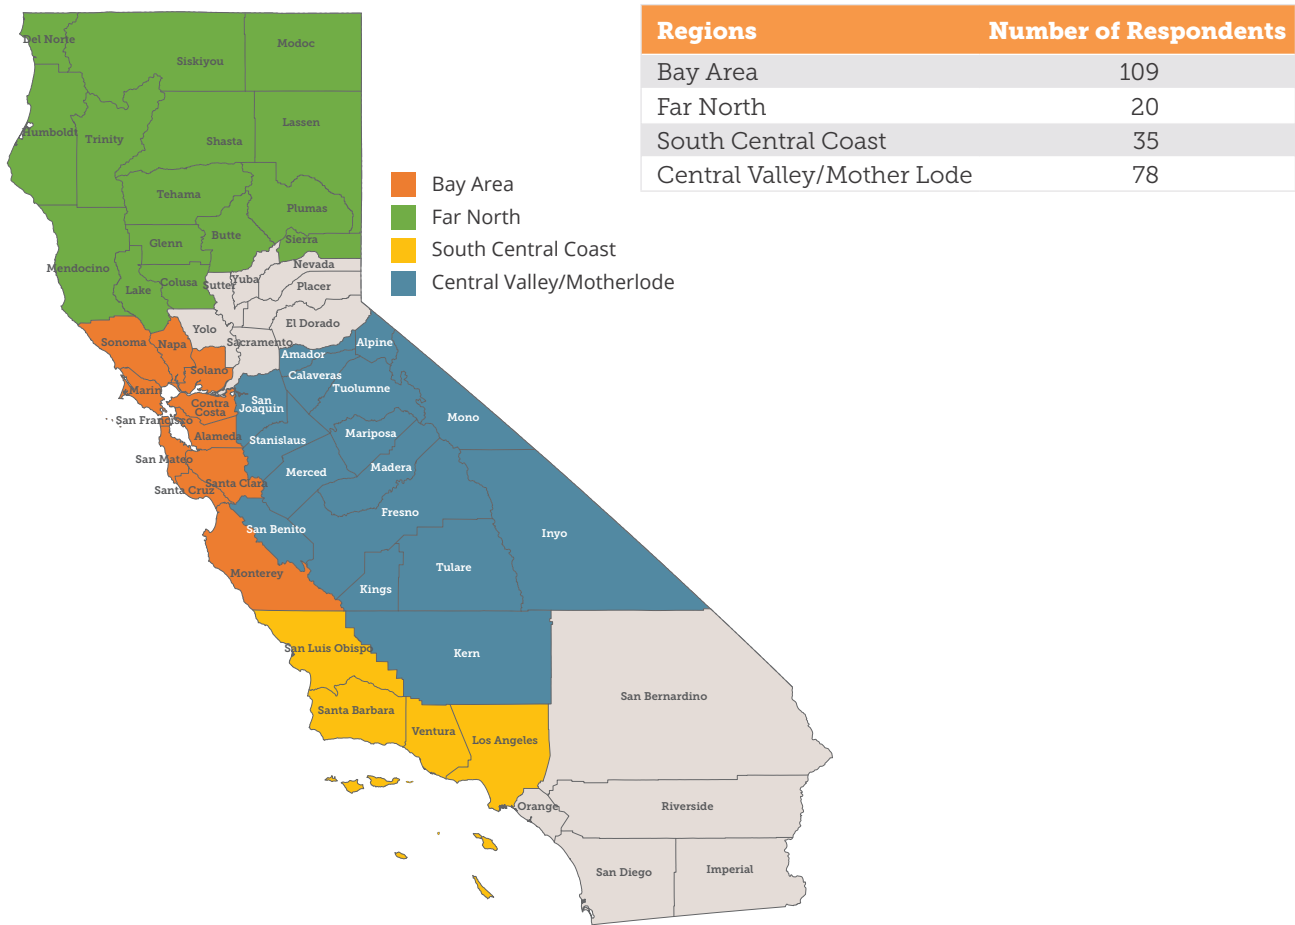 Regions Number of Respondents
Bay Area 109
Far North 20
South Central Coast 35
Central Valley/Mother Lode 78
Bay Area
Far North
South Central Coast
Central Valley/Motherlode
Del Norte
Siskiyou
Modoc
Humboldt
Trinity
Shasta
Lassen
Tehama
Plumas
Glenn
Butte
Sierra
Mendocino
Lake
Colusa
Sutter
Yuba
Nevada
Placer
El Dorado
Yolo
Sacramento
Sonoma
Napa
Solano
Marin
Contra
Costa
San Francisco
Alameda
San Mateo
Santa Clara
Santa Cruz
Monterey
Amador
Alpine
Calaveras
Tuolumne
San
Joaquin
Mono
Stanislaus
Mariposa
Merced
Madera
Fresno
San Benito
Inyo
Kings
Tulare
Kern
San Luis Obispo
Santa Barbara
Ventura
Los Angeles
San Bernardino
Orange
Riverside
San Diego
Imperial